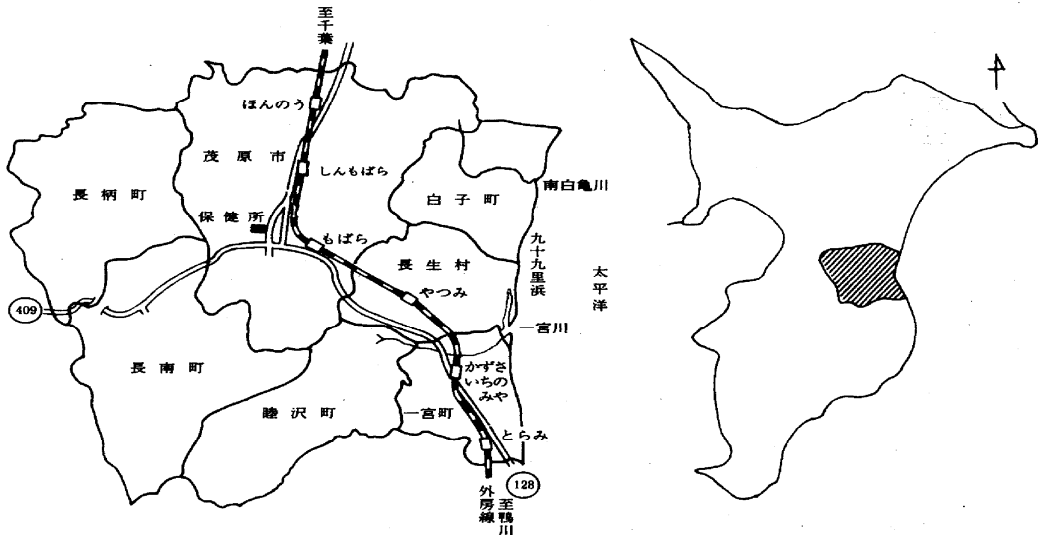 至千葉
ほんのう
茂原市
しんもばら
長柄町
白子町
南白亀川
保健所
もばら
九十九里浜
太平洋
長生村
やつみ
409
一宮川
長南町
かずさ
いちの
みや
睦沢町
一宮町
とらみ
128
外房線
至鴨川